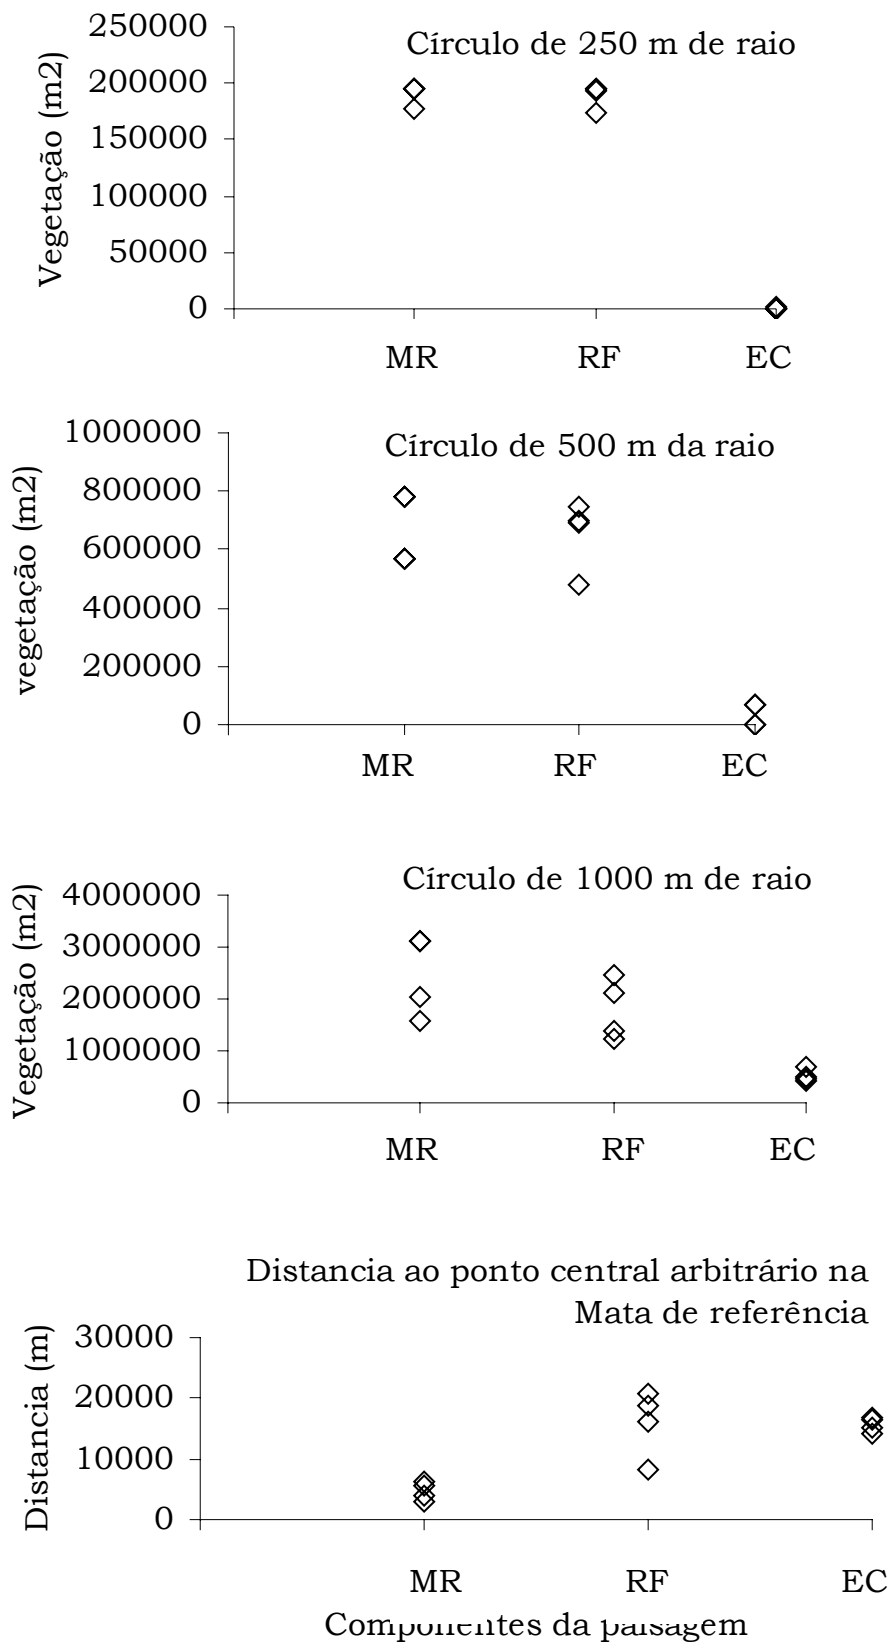 Círculo de 250 m de raio
Vegetação (m2)
250000
200000
150000
100000
50000
0
MR RF EC
Círculo de 500 m da raio
vegetação (m2)
1000000
800000
600000
400000
200000
0
MR RF EC
Círculo de 1000 m de raio
Vegetação (m2)
4000000
3000000
2000000
1000000
0
MR RF EC
Distancia ao ponto central arbitrário na
Mata de referência
Distancia (m)
30000
20000
10000
0
MR RF EC
Componentes da paisagem